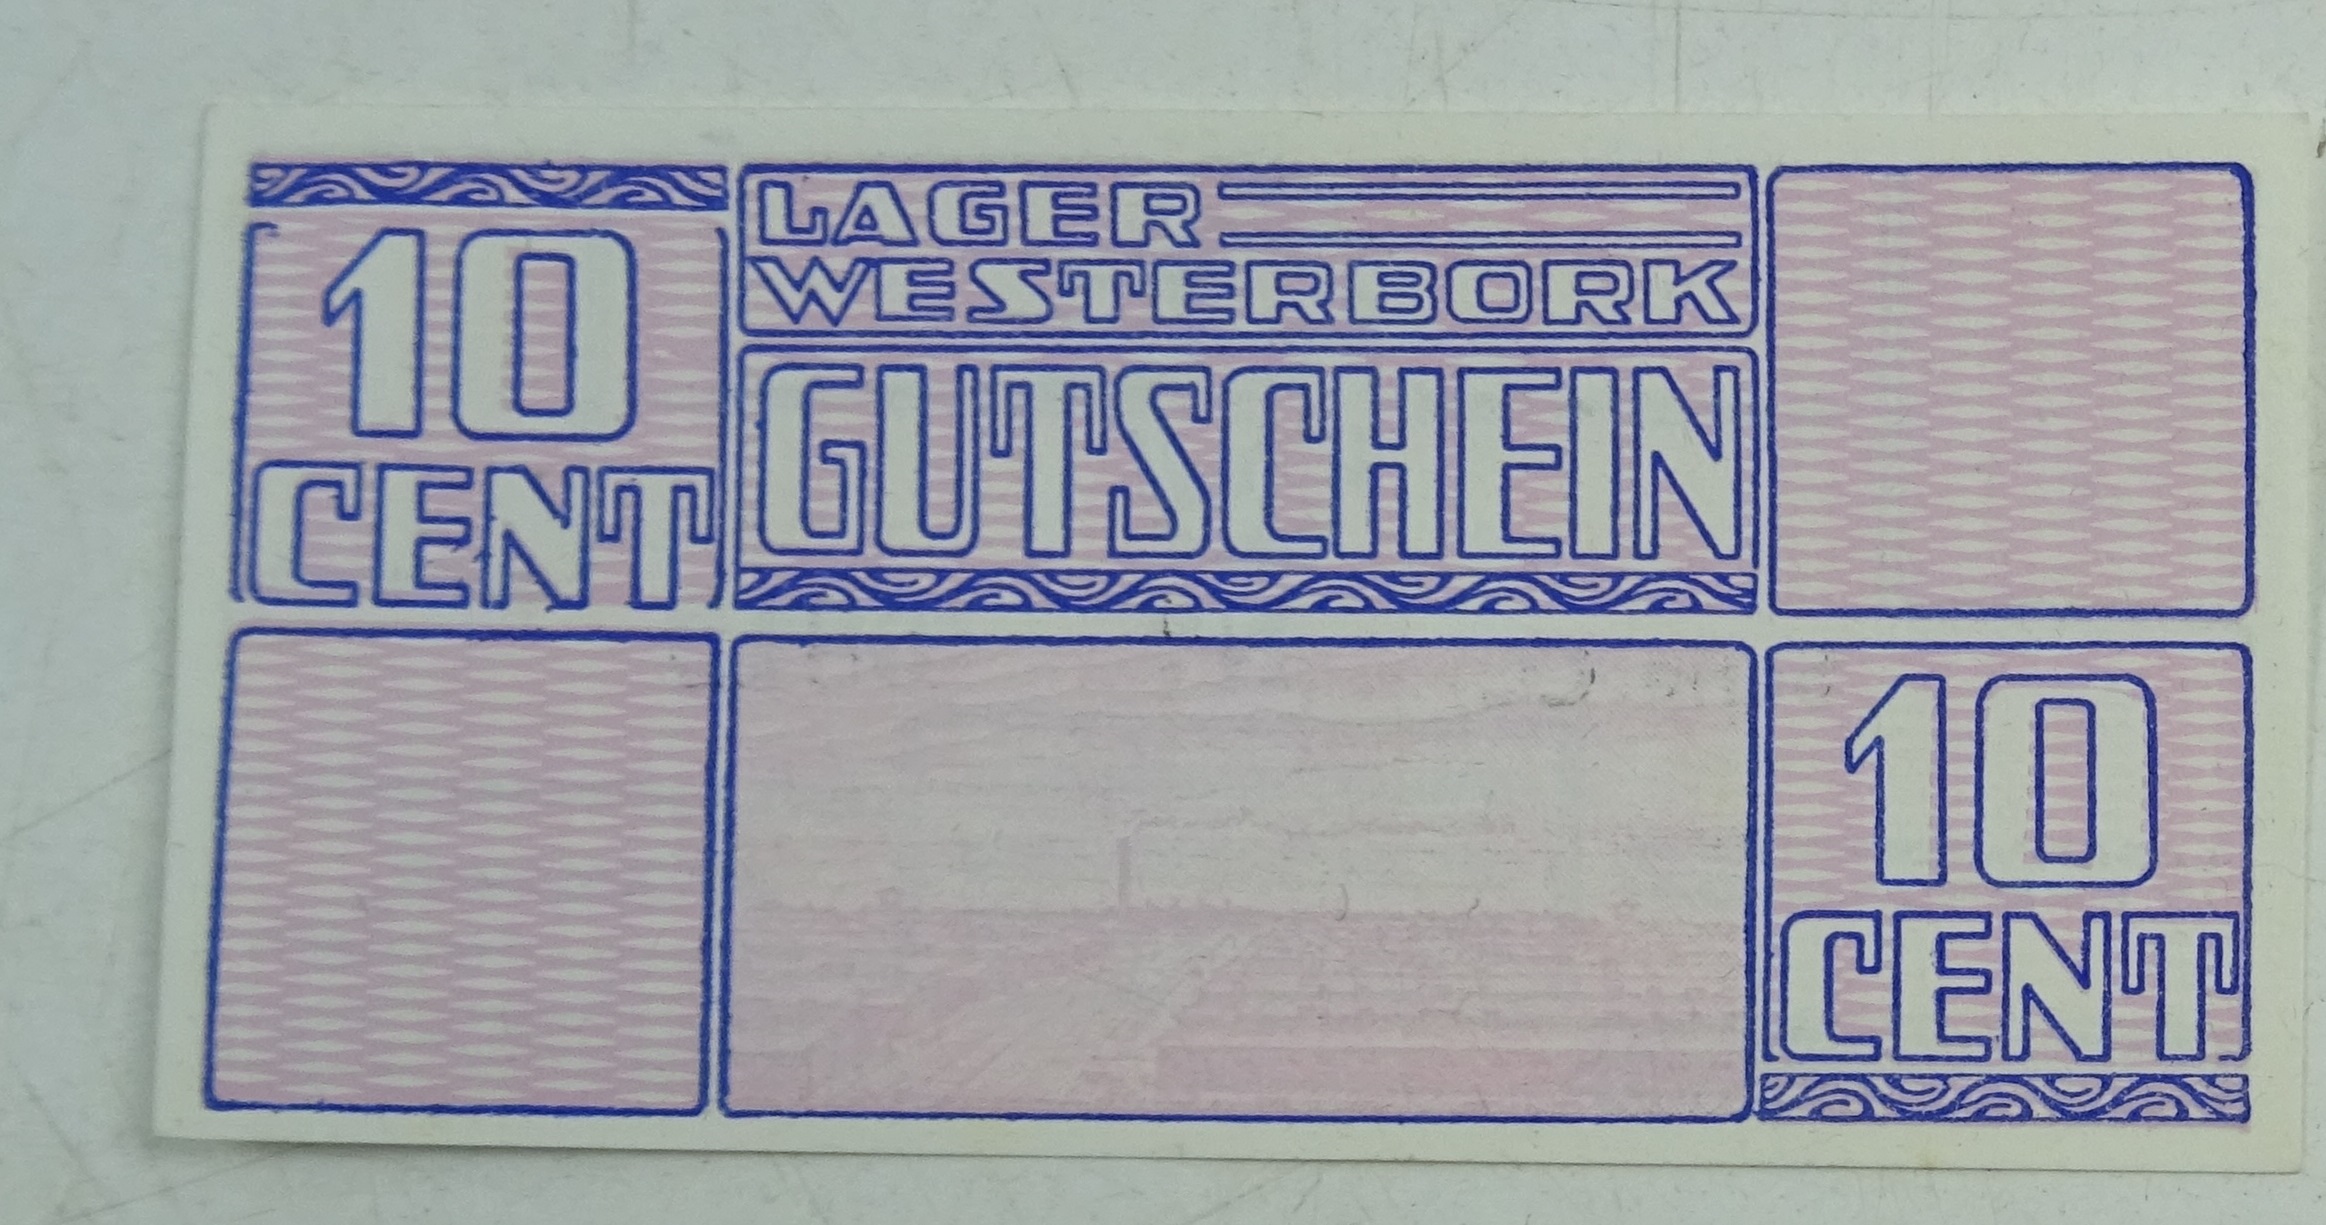 10
CENT
LAGER
WESTERBORK
GUTSCHEIN
10
CENT